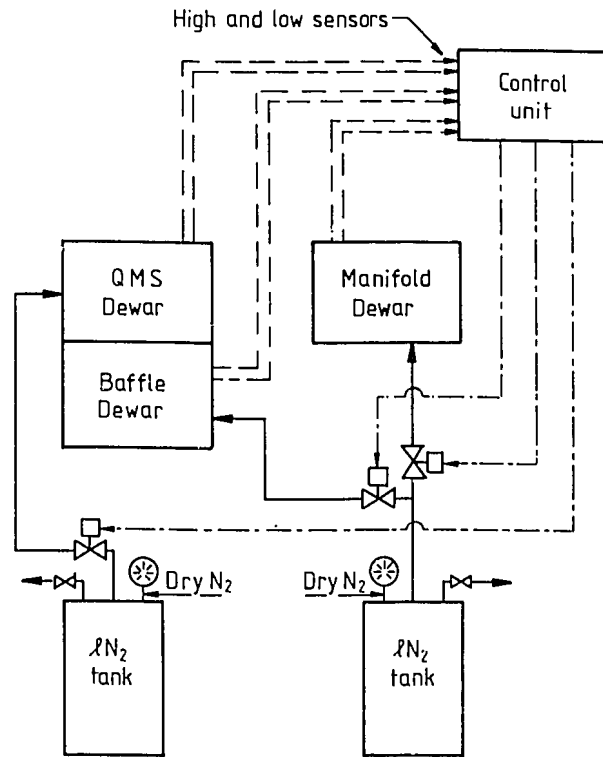 High and low sensors
Control
unit
QMS
Dewar
Manifold
Dewar
Baffle
Dewar
Dry N₂
Dry N₂
ℓN₂
tank
ℓN₂
tank